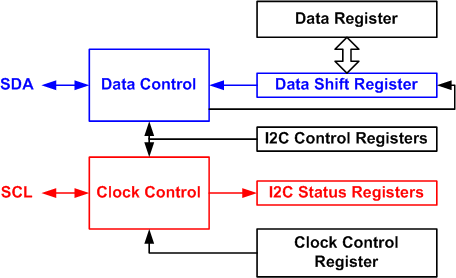 Data Register
SDA
Data Control
Data Shift Register
I2C Control Registers
SCL
Clock Control
I2C Status Registers
Clock Control
Register